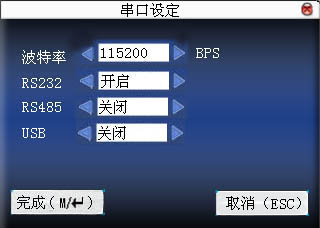 串口设定
波特率 115200 BPS
RS232 开启
RS485 关闭
USB 关闭
完成(M/↵) 取消(ESC)